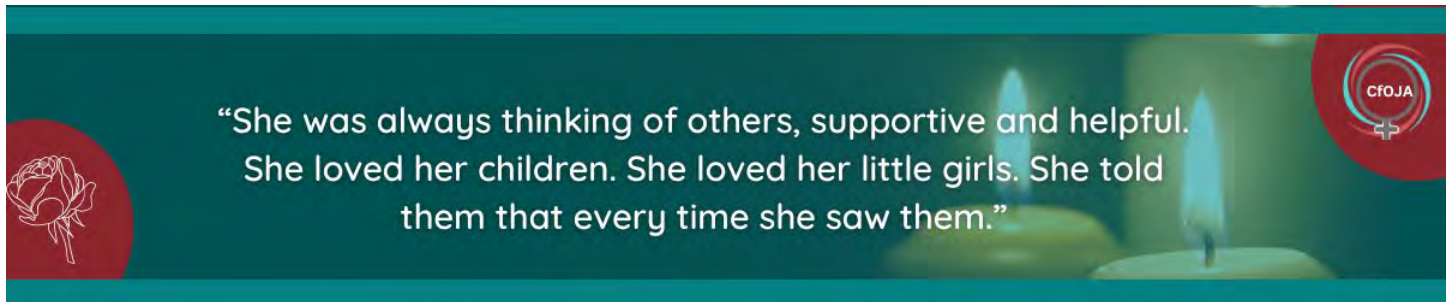 “She was always thinking of others, supportive and helpful.
She loved her children. She loved her little girls. She told
them that every time she saw them.”
CfOJA